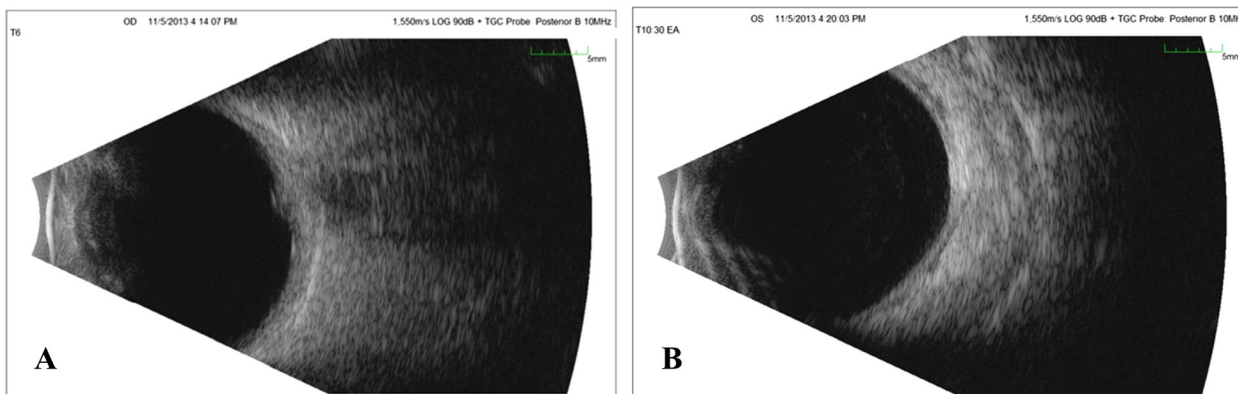 OD 11/5/2013 4 14 07 PM 1,550m/s LOG 90dB + TGC Probe Posterior B 10MHz
T6
5mm
A
OS 11/5/2013 4 20 03 PM 1,550m/s LOG 90dB + TGC Probe Posterior B 10MH
T10 30 EA
5mm
B